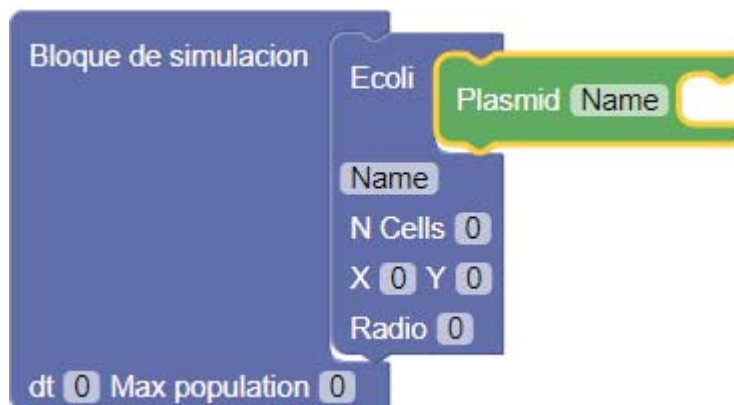 Bloque de simulacion
Ecoli
Plasmid Name
Name
N Cells 0
X 0 Y 0
Radio 0
dt 0 Max population 0